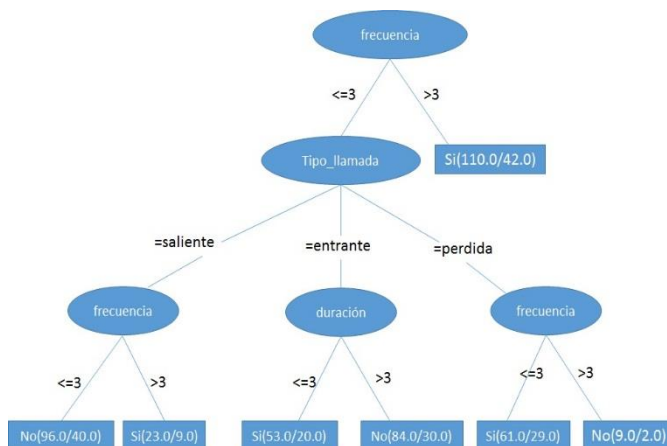 frecuencia
<=3
>3
Tipo_llamada
Si(110.0/42.0)
=saliente
=entrante
=perdida
frecuencia
duración
frecuencia
<=3
>3
<=3
>3
<=3
>3
No(96.0/40.0)
Si(23.0/9.0)
Si(53.0/20.0)
No(84.0/30.0)
Si(61.0/29.0)
No(9.0/2.0)